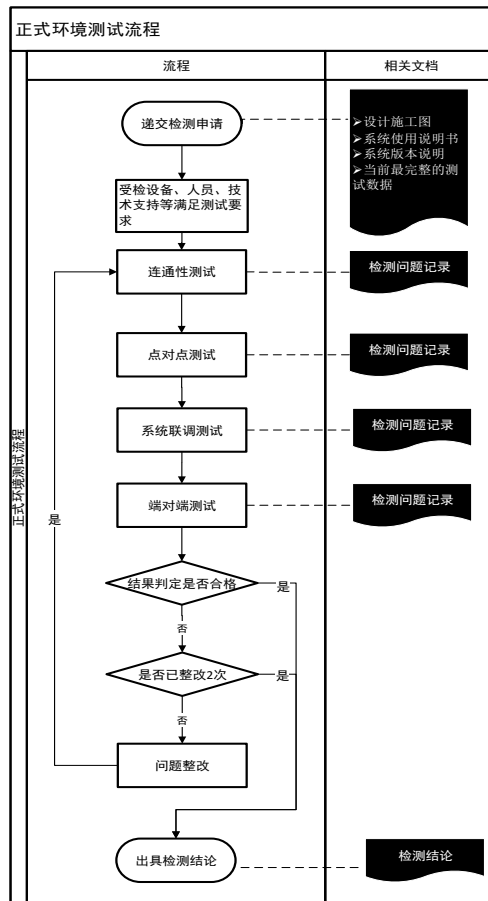 正式环境测试流程
流程
相关文档
正式环境测试流程
递交检测申请
➢设计施工图
➢系统使用说明书
➢系统版本说明
➢当前最完整的测
试数据
受检设备、人员、技
术支持等满足测试要
求
连通性测试
检测问题记录
点对点测试
检测问题记录
系统联调测试
检测问题记录
端对端测试
检测问题记录
结果判定是否合格
是
否
是否已整改2次
是
否
是
问题整改
出具检测结论
检测结论